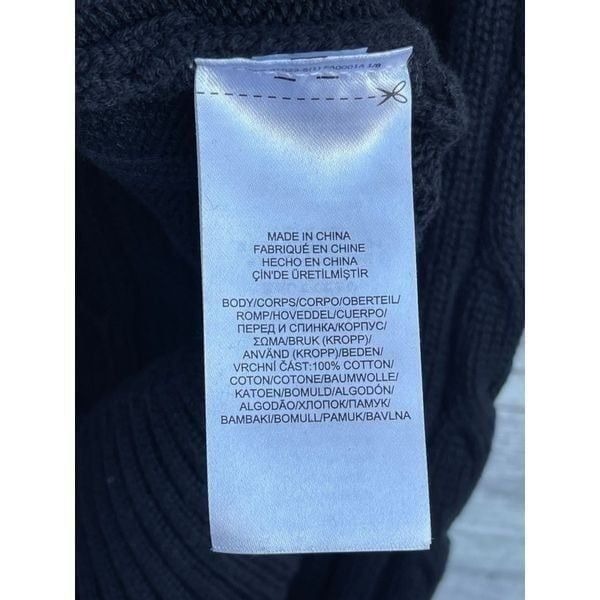 MADE IN CHINA
FABRIQUÉ EN CHINE
HECHO EN CHINA
ÇİN'DE ÜRETİLMİŞTİR
BODY/CORPS/CORPO/OBERTEIL/
ROMP/HOVEDDEL/CUERPO/
ПЕРЕД И СПИНКА/КОРПУС/
ΣΩΜΑ/BRUK (KROPP)/
ANVÄND (KROPP)/BEDEN/
VRCHNÍ ČÁST:100% COTTON/
COTON/COTONE/BAUMWOLLE/
KATOEN/BOMULD/ALGODÓN/
ALGODÃO/ХЛОПОК/ПАМУК/
BAMBAKI/BOMULL/PAMUK/BAVLNA